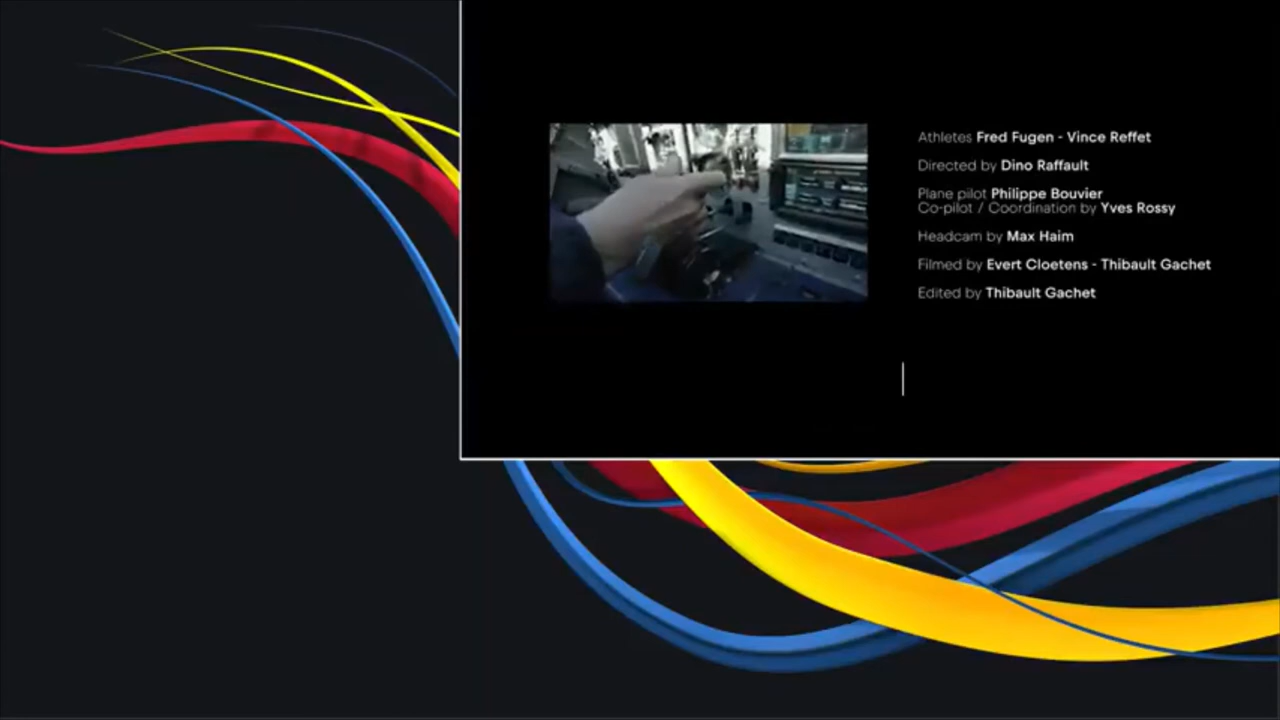 Athletes Fred Fugen - Vince Reffet
Directed by Dino Raffault
Plane pilot Philippe Bouvier
Co-pilot / Coordination by Yves Rossy
Headcam by Max Haim
Filmed by Evert Cloetens - Thibault Gachet
Edited by Thibault Gachet